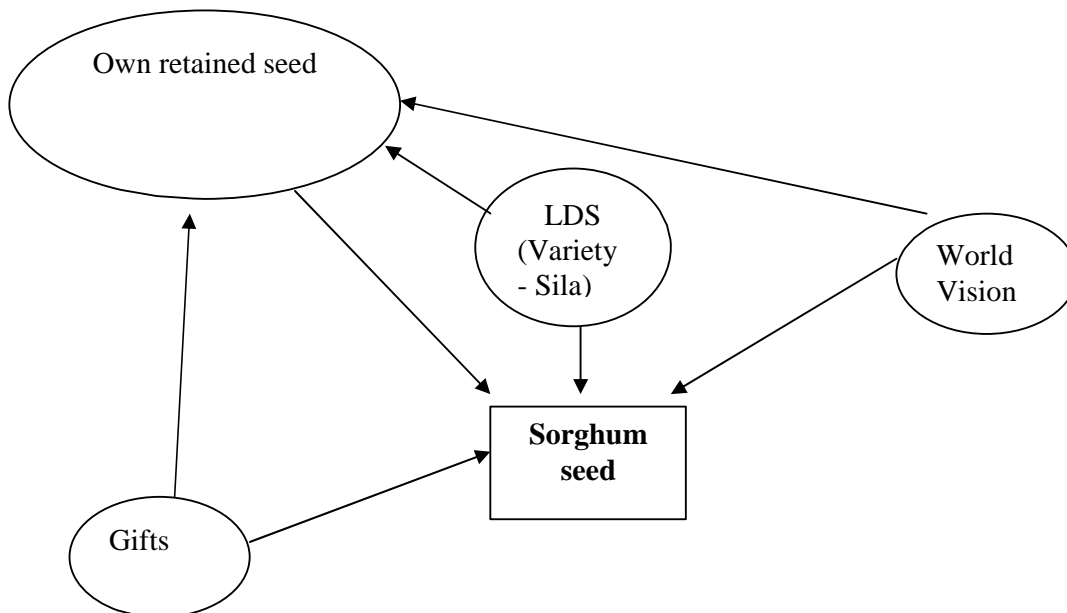 Own retained seed
LDS
(Variety
- Sila)
World
Vision
Sorghum
seed
Gifts